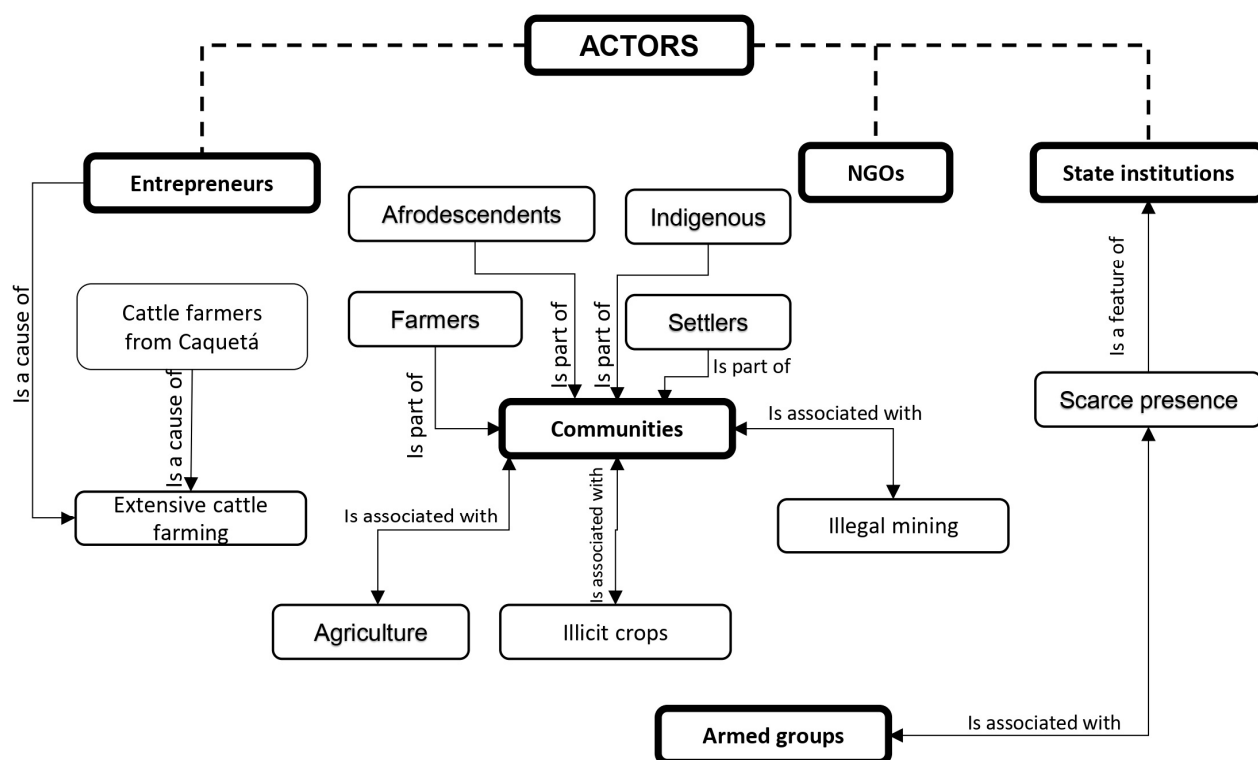 ACTORS
Entrepreneurs
NGOs
State institutions
Afrodescendents
Indigenous
Is a cause of
Cattle farmers
from Caquetá
Farmers
Settlers
Is part of
Is part of
Is part of
Is part of
Is a feature of
Is a cause of
Communities
Is associated with
Scarce presence
Extensive cattle
farming
Is associated with
Is associated with
Illegal mining
Agriculture
Illicit crops
Armed groups
Is associated with